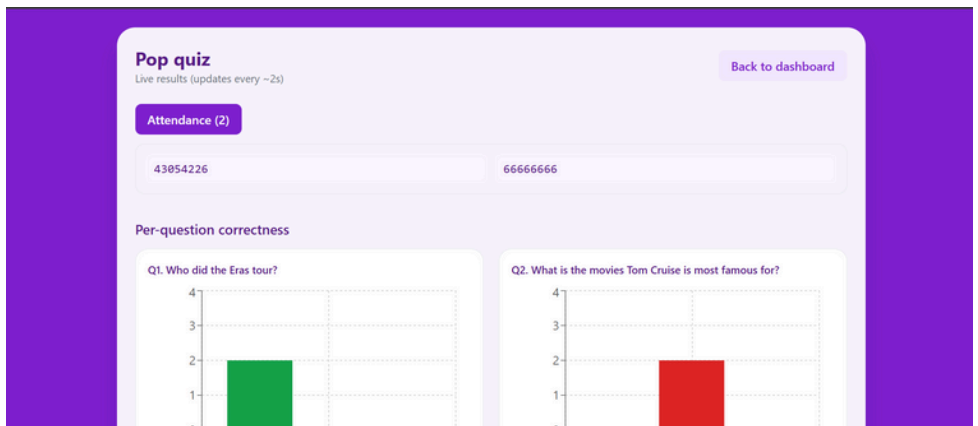 Pop quiz
Back to dashboard
Live results (updates every ~2s)
Attendance (2)
43054226
66666666
Per-question correctness
Q1. Who did the Eras tour?
Q2. What is the movies Tom Cruise is most famous for?
4
3
2
1
4
3
2
1